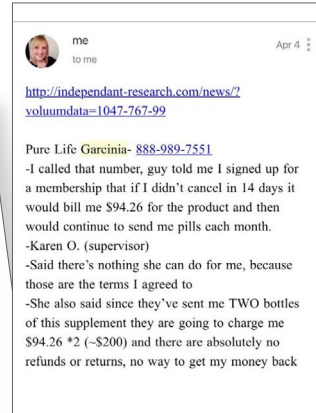 me
Apr 4
to me
http://independant-research.com/news/?
voluumdata=1047-767-99
Pure Life Garcinia- 888-989-7551
-I called that number, guy told me I signed up for
a membership that if I didn't cancel in 14 days it
would bill me $94.26 for the product and then
would continue to send me pills each month.
-Karen O. (supervisor)
-Said there's nothing she can do for me, because
those are the terms I agreed to
-She also said since they've sent me TWO bottles
of this supplement they are going to charge me
$94.26 *2 (~$200) and there are absolutely no
refunds or returns, no way to get my money back